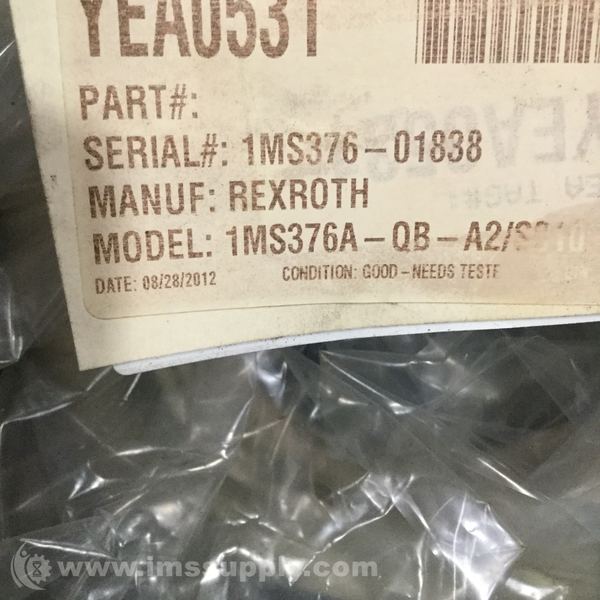 YEA0531
PART#:
SERIAL#: 1MS376-01838
MANUF: REXROTH
MODEL: 1MS376A-QB-A2/
DATE: 08/28/2012 CONDITION: GOOD-NEEDS TESTE
www.imssupply.com